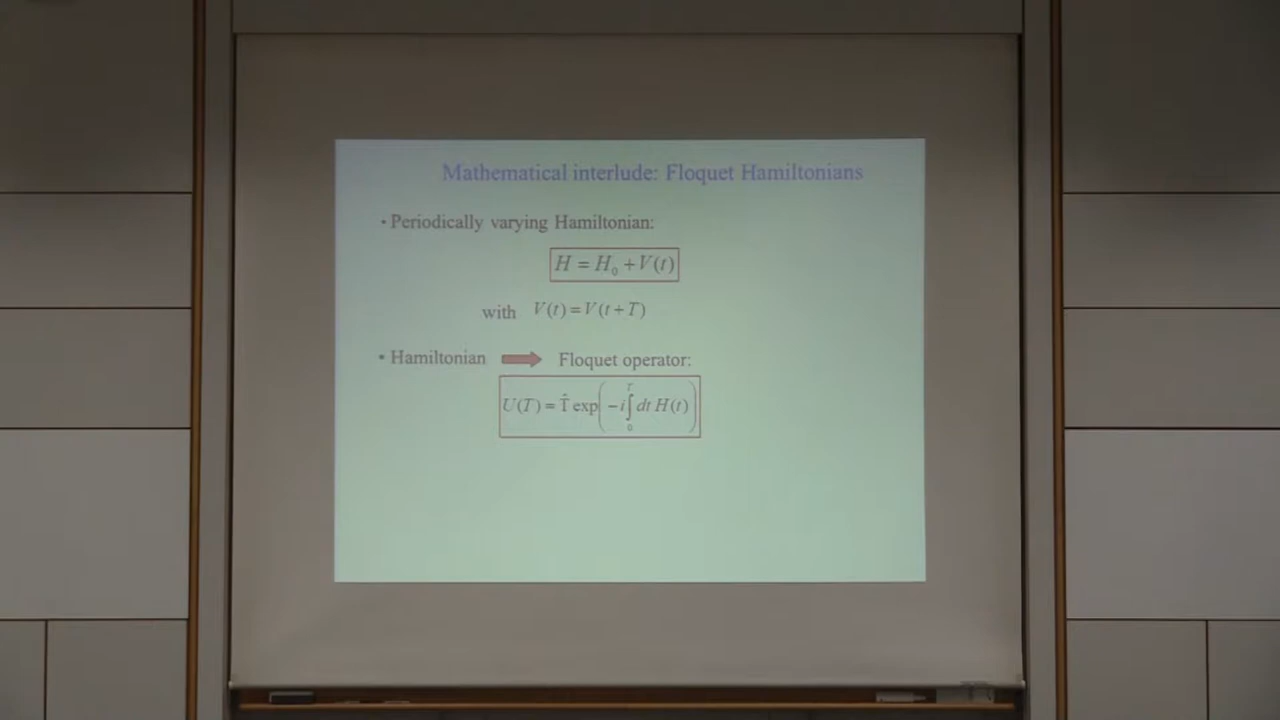 Mathematical interlude: Floquet Hamiltonians
• Periodically varying Hamiltonian:
H = H₀ + V(t)
with V(t) = V(t + T)
• Hamiltonian ➡ Floquet operator:
U(T) = T̂ exp(−i∫₀ᵀ dt H(t))